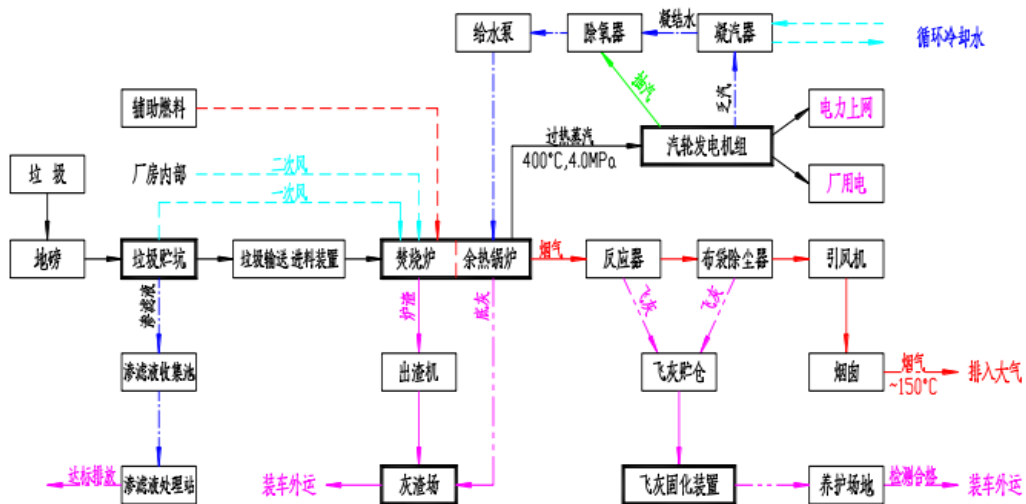 给水泵
除氧器
凝结水
凝汽器
循环冷却水
抽汽
乏汽
辅助燃料
过热蒸汽
400°C,4.0MPa
汽轮发电机组
电力上网
厂用电
垃圾
厂房内部
二次风
一次风
地磅
垃圾贮坑
垃圾输送进料装置
焚烧炉
余热锅炉
烟气
反应器
布袋除尘器
引风机
渗滤液
炉渣
底灰
飞灰
飞灰
渗滤液收集池
出渣机
飞灰贮仓
烟囱
烟气
~150°C
排入大气
达标排放
渗滤液处理站
装车外运
灰渣场
飞灰固化装置
养护场地
检测合格
装车外运